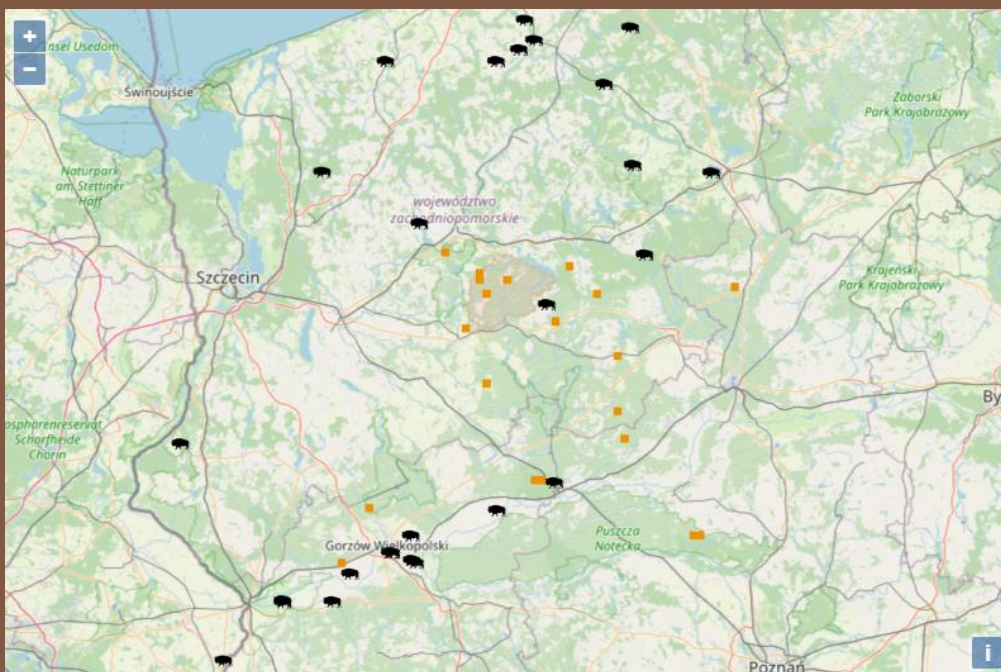 +
−
nsel Usedom
Świnoujście
Zaborski
Park Krajobrazowy
Naturpark
am Stettiner
Haff
województwo
zachodniopomorskie
Szczecin
Krajeński
Park Krajobrazowy
By
ospharenreservat
Schorfheide
Chorin
Puszcza
Notecka
Gorzów Wielkopolski
Poznań
i